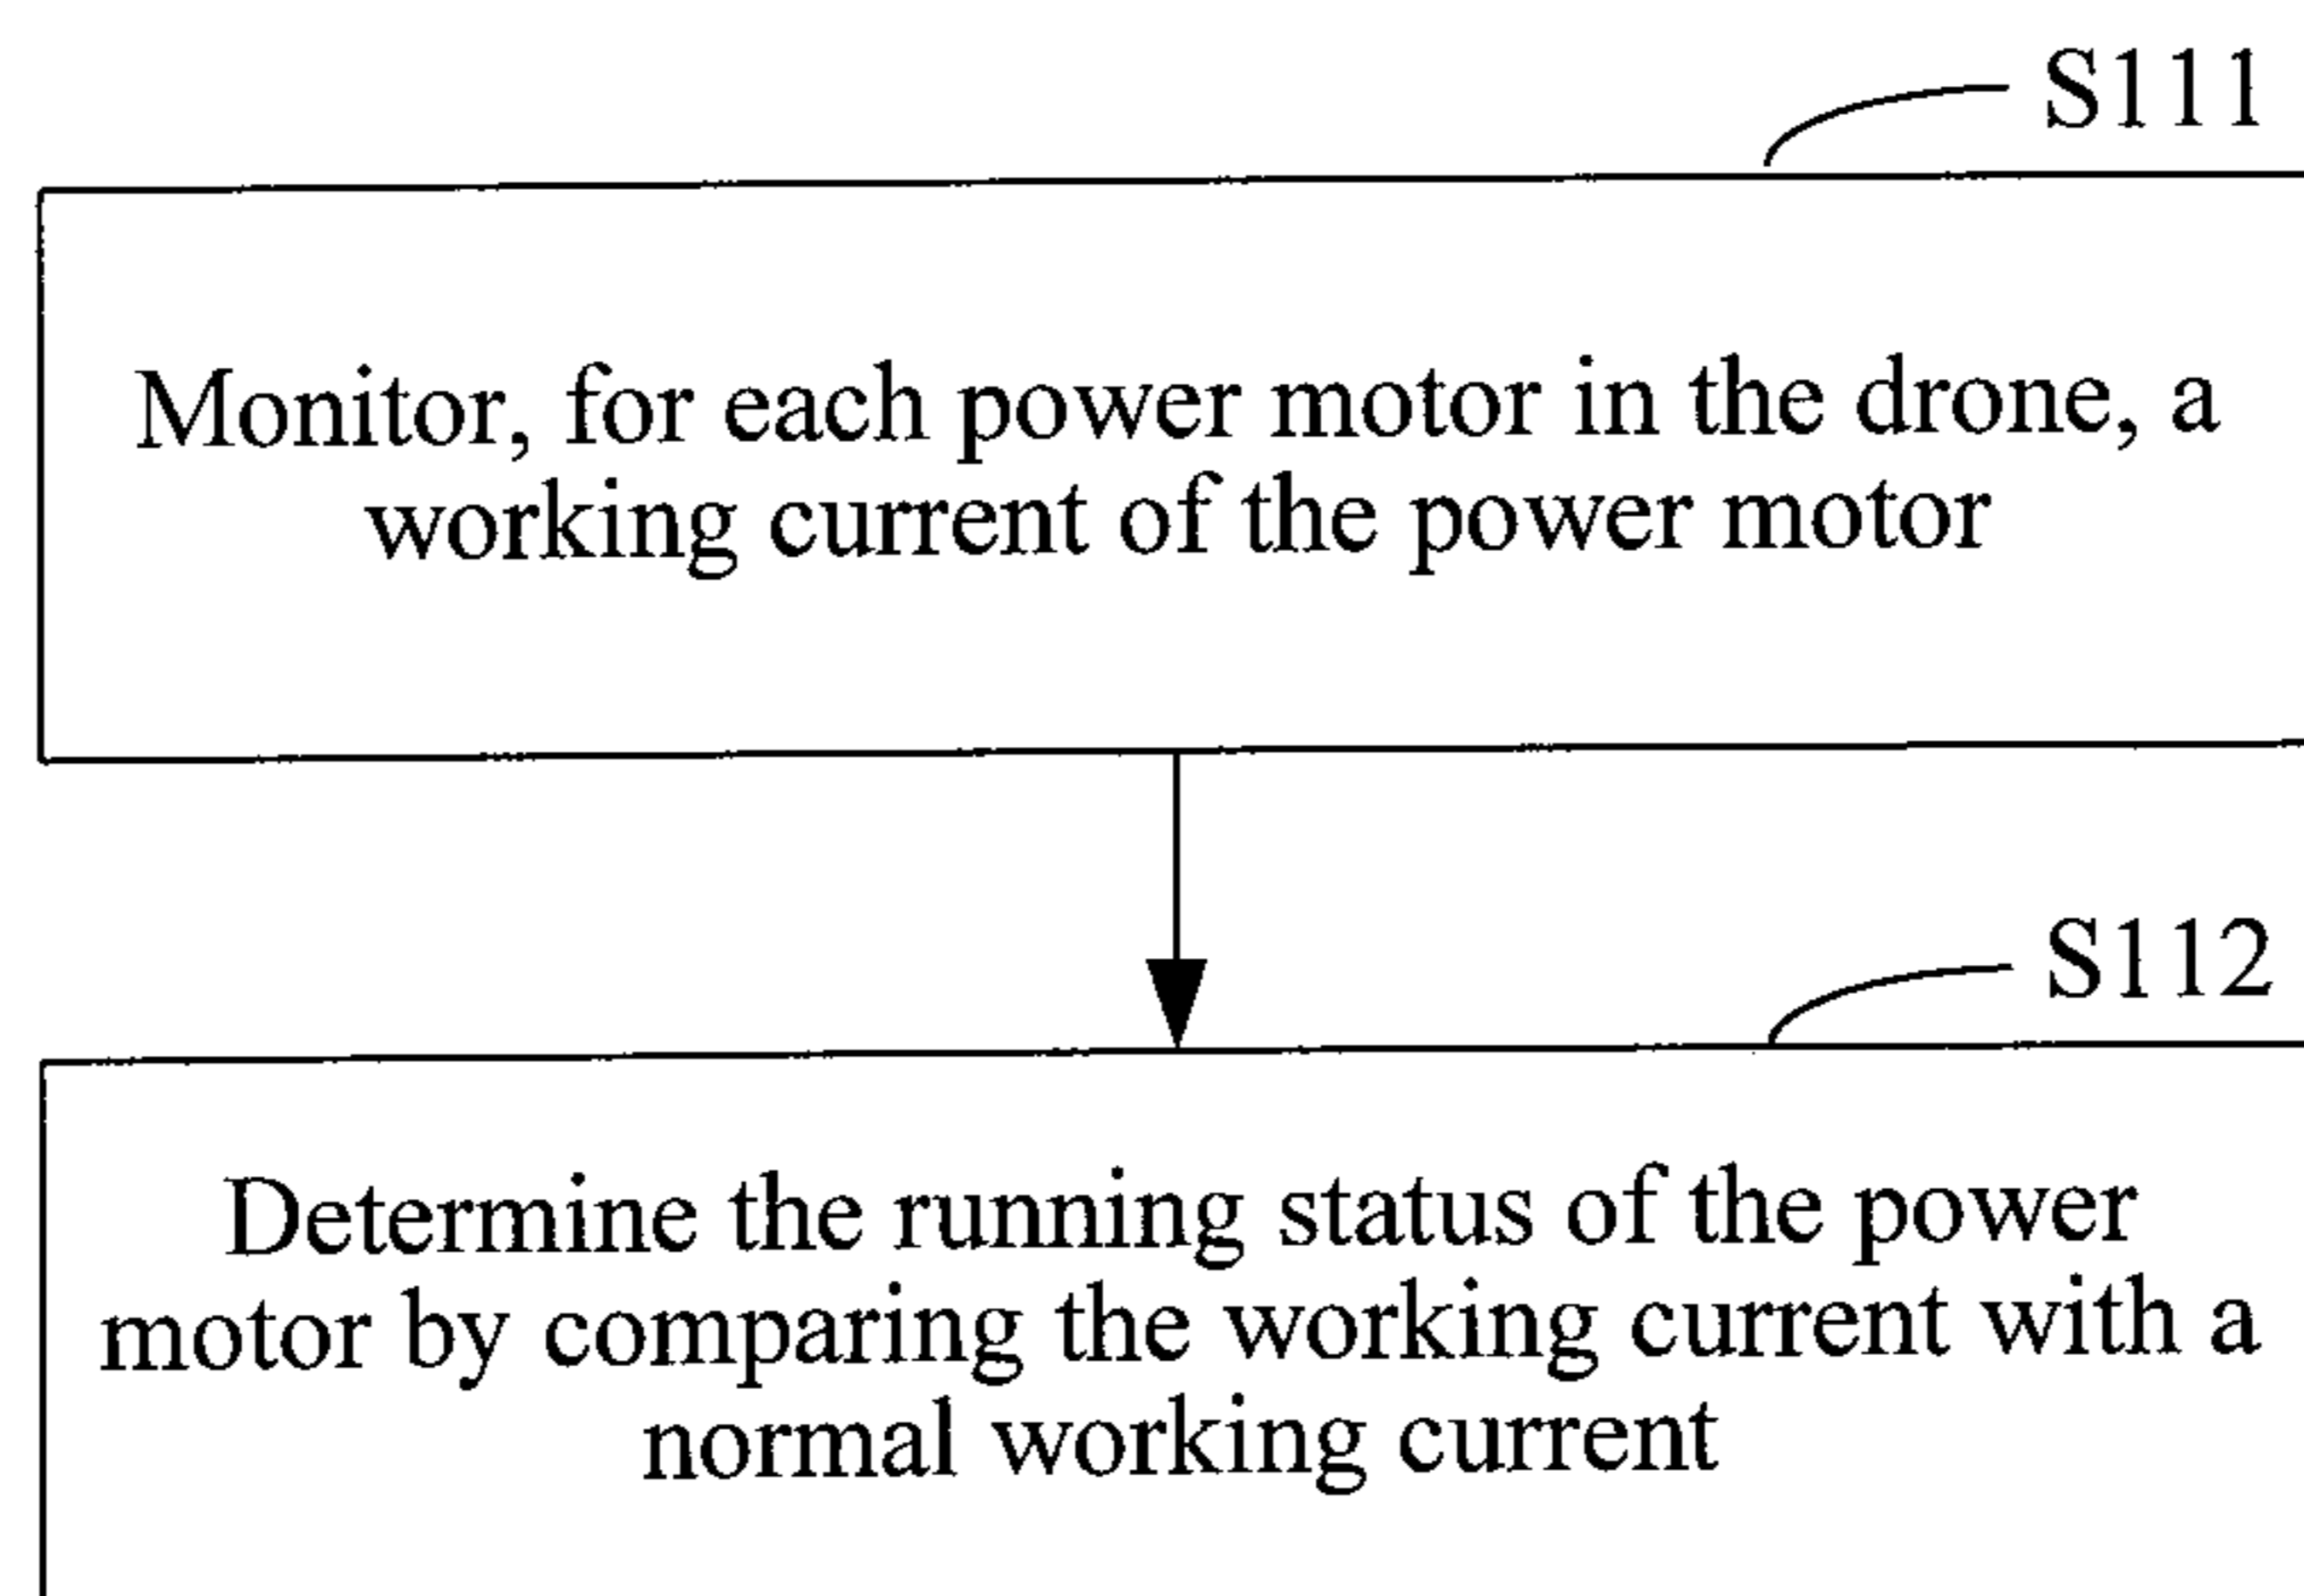 S111
Monitor, for each power motor in the drone, a
working current of the power motor
S112
Determine the running status of the power
motor by comparing the working current with a
normal working current